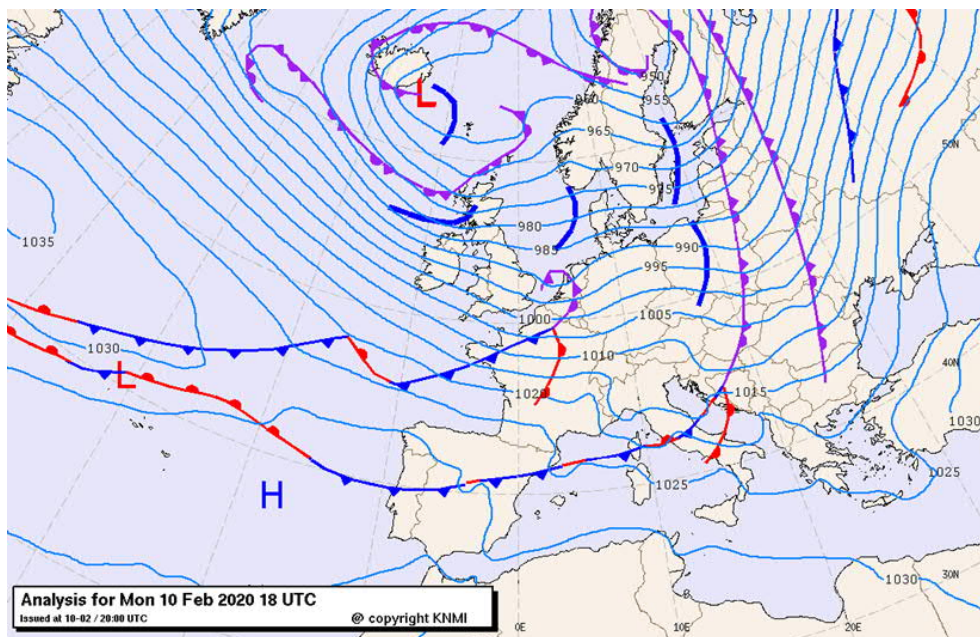 L
950
960
955
965
970
975
50N
1035
980
985
990
995
1000
1005
1030
L
1010
40N
1020
1015
1030
H
1025
1025
1030
30N
Analysis for Mon 10 Feb 2020 18 UTC
Issued at 10-02 / 20:00 UTC
@ copyright KNMI
0E
10E
20E